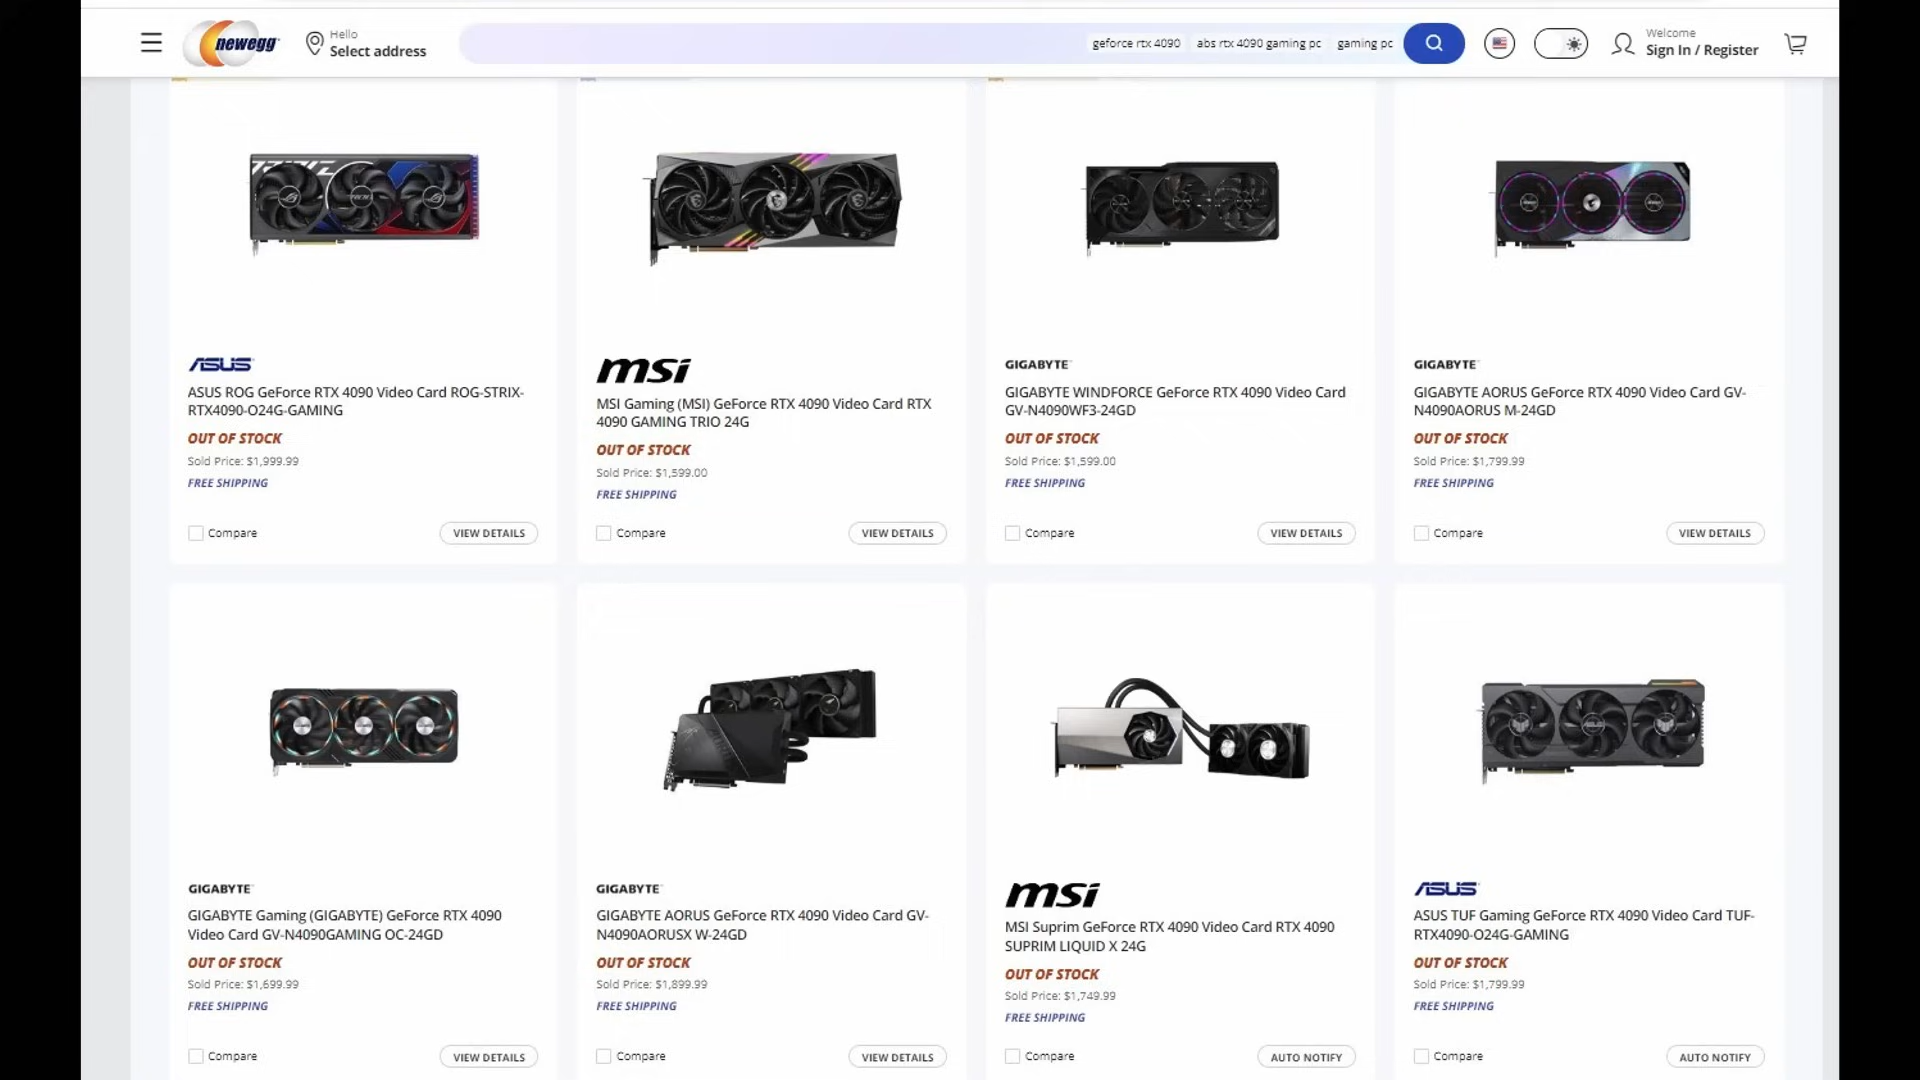 newegg
Hello
Select address
geforce rtx 4090
abs rtx 4090 gaming pc
gaming pc
Welcome
Sign In / Register
ASUS
ASUS ROG GeForce RTX 4090 Video Card ROG-STRIX-
RTX4090-O24G-GAMING
OUT OF STOCK
Sold Price: $1,999.99
FREE SHIPPING
Compare
VIEW DETAILS
msi
MSI Gaming (MSI) GeForce RTX 4090 Video Card RTX
4090 GAMING TRIO 24G
OUT OF STOCK
Sold Price: $1,599.00
FREE SHIPPING
Compare
VIEW DETAILS
GIGABYTE
GIGABYTE WINDFORCE GeForce RTX 4090 Video Card
GV-N4090WF3-24GD
OUT OF STOCK
Sold Price: $1,599.00
FREE SHIPPING
Compare
VIEW DETAILS
GIGABYTE
GIGABYTE AORUS GeForce RTX 4090 Video Card GV-
N4090AORUS M-24GD
OUT OF STOCK
Sold Price: $1,799.99
FREE SHIPPING
Compare
VIEW DETAILS
GIGABYTE
GIGABYTE Gaming (GIGABYTE) GeForce RTX 4090
Video Card GV-N4090GAMING OC-24GD
OUT OF STOCK
Sold Price: $1,699.99
FREE SHIPPING
Compare
VIEW DETAILS
GIGABYTE
GIGABYTE AORUS GeForce RTX 4090 Video Card GV-
N4090AORUSX W-24GD
OUT OF STOCK
Sold Price: $1,899.99
FREE SHIPPING
Compare
VIEW DETAILS
msi
MSI Suprim GeForce RTX 4090 Video Card RTX 4090
SUPRIM LIQUID X 24G
OUT OF STOCK
Sold Price: $1,749.99
FREE SHIPPING
Compare
AUTO NOTIFY
ASUS
ASUS TUF Gaming GeForce RTX 4090 Video Card TUF-
RTX4090-O24G-GAMING
OUT OF STOCK
Sold Price: $1,799.99
FREE SHIPPING
Compare
AUTO NOTIFY